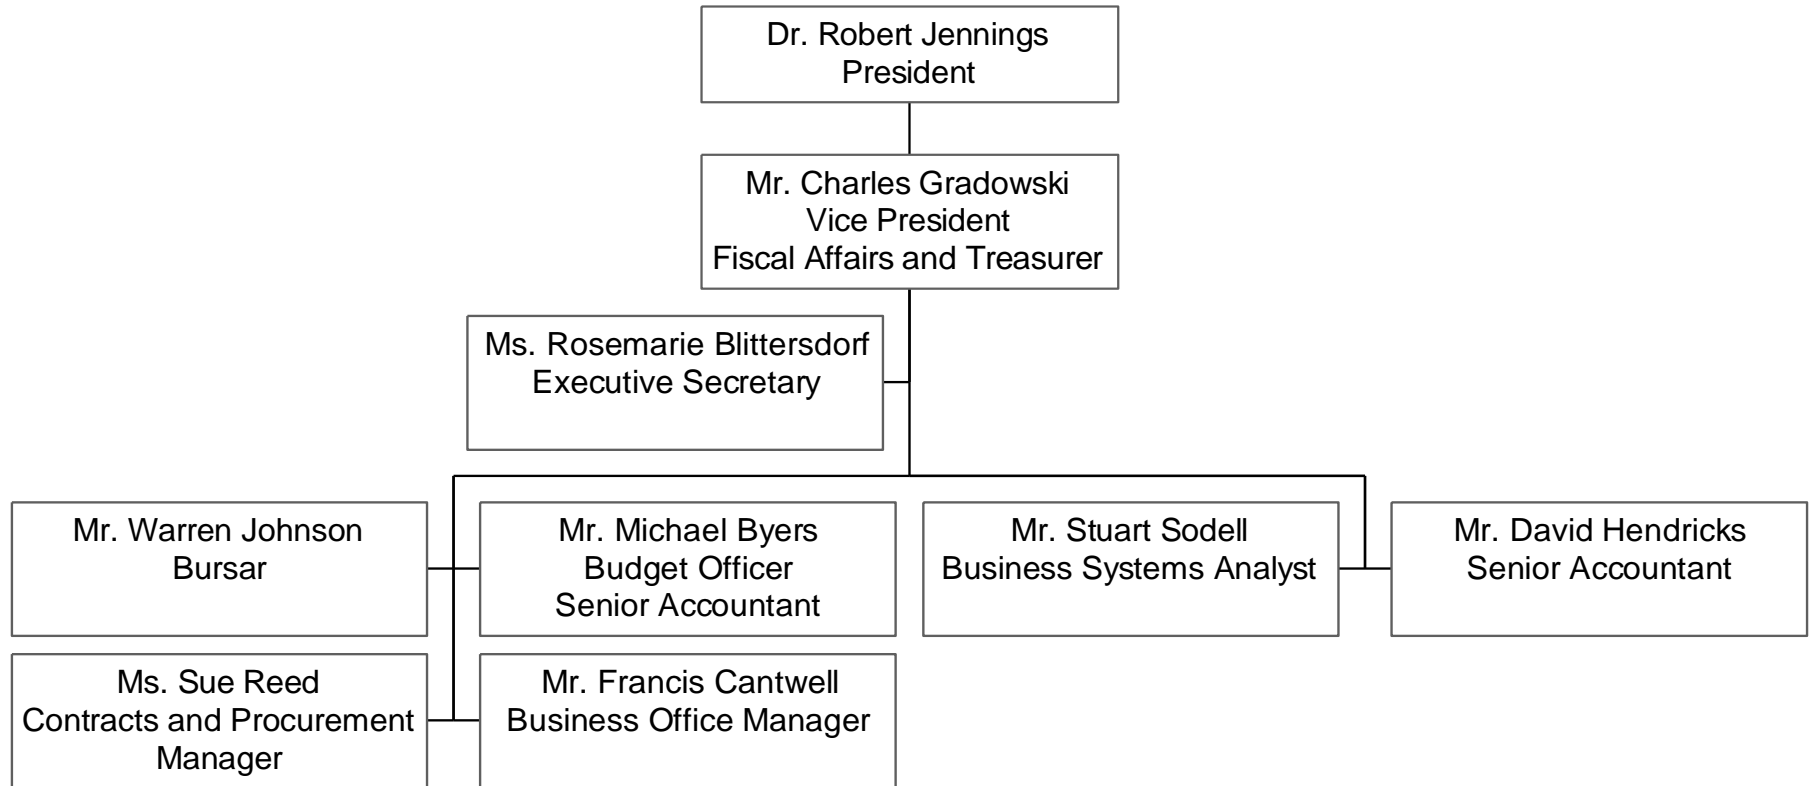 Dr. Robert Jennings
President
Mr. Charles Gradowski
Vice President
Fiscal Affairs and Treasurer
Ms. Rosemarie Blittersdorf
Executive Secretary
Mr. Warren Johnson
Bursar
Mr. Michael Byers
Budget Officer
Senior Accountant
Mr. Stuart Sodell
Business Systems Analyst
Mr. David Hendricks
Senior Accountant
Ms. Sue Reed
Contracts and Procurement
Manager
Mr. Francis Cantwell
Business Office Manager